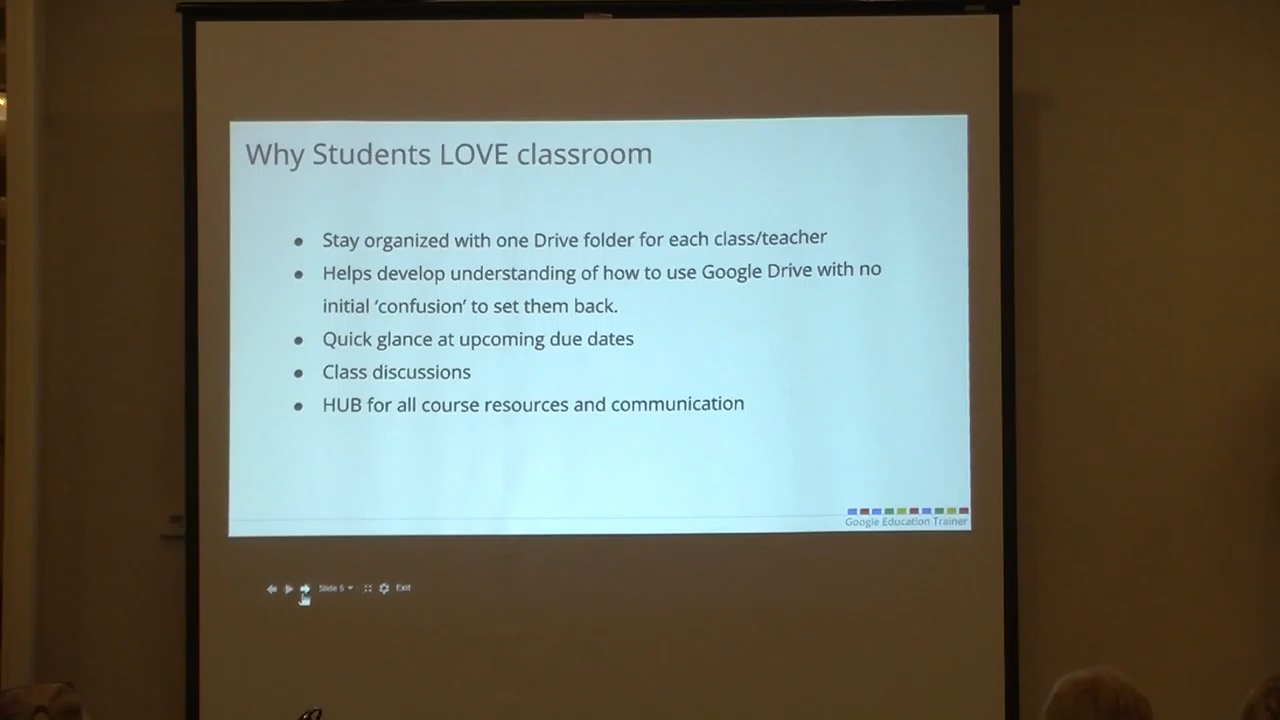 Why Students LOVE classroom
● Stay organized with one Drive folder for each class/teacher
● Helps develop understanding of how to use Google Drive with no
initial ‘confusion’ to set them back.
● Quick glance at upcoming due dates
● Class discussions
● HUB for all course resources and communication
Google Education Trainer
Slide 5
Exit